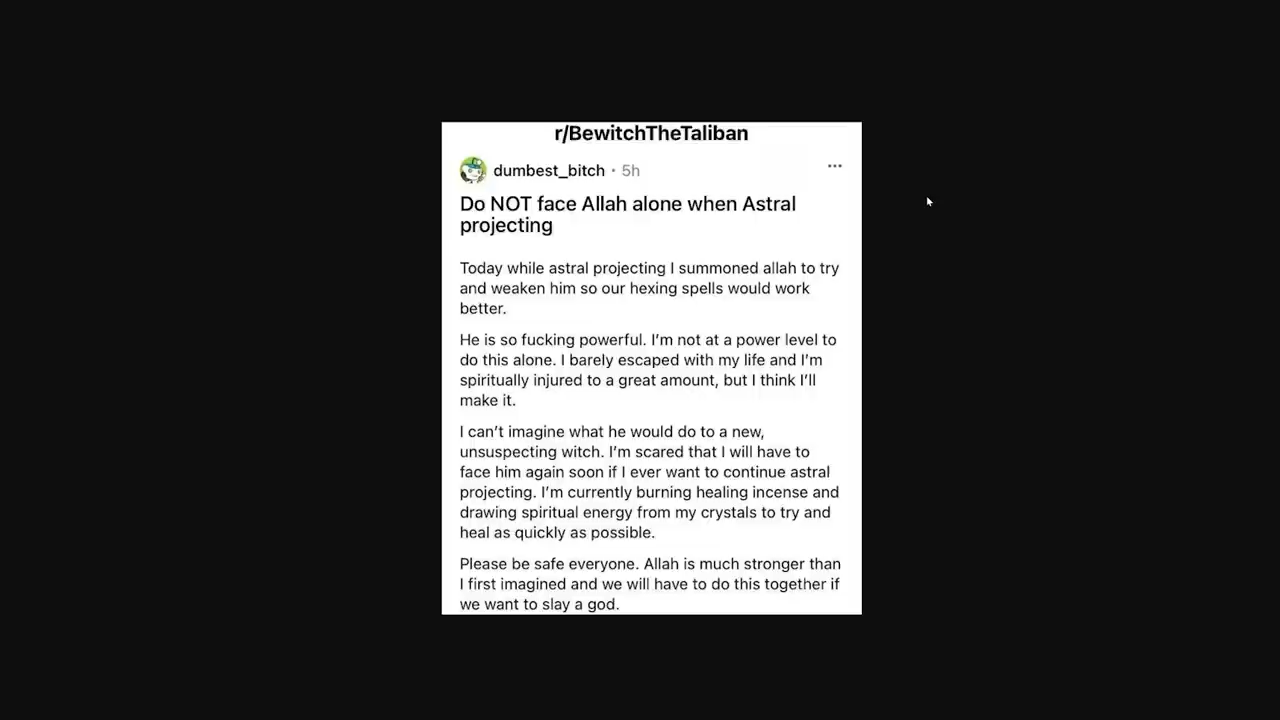 r/BewitchTheTaliban
dumbest_bitch · 5h
Do NOT face Allah alone when Astral
projecting
Today while astral projecting I summoned allah to try
and weaken him so our hexing spells would work
better.
He is so fucking powerful. I'm not at a power level to
do this alone. I barely escaped with my life and I'm
spiritually injured to a great amount, but I think I'll
make it.
I can't imagine what he would do to a new,
unsuspecting witch. I'm scared that I will have to
face him again soon if I ever want to continue astral
projecting. I'm currently burning healing incense and
drawing spiritual energy from my crystals to try and
heal as quickly as possible.
Please be safe everyone. Allah is much stronger than
I first imagined and we will have to do this together if
we want to slay a god.